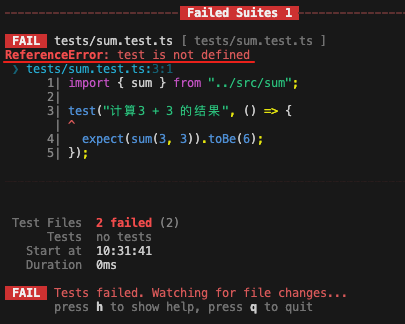 Failed Suites 1
FAIL tests/sum.test.ts [ tests/sum.test.ts ]
ReferenceError: test is not defined
❯ tests/sum.test.ts:3:1
1| import { sum } from "../src/sum";
2|
3| test("计算3 + 3 的结果", () => {
| ^
4| expect(sum(3, 3)).toBe(6);
5| });
Test Files 2 failed (2)
Tests no tests
Start at 10:31:41
Duration 0ms
FAIL Tests failed. Watching for file changes...
press h to show help, press q to quit